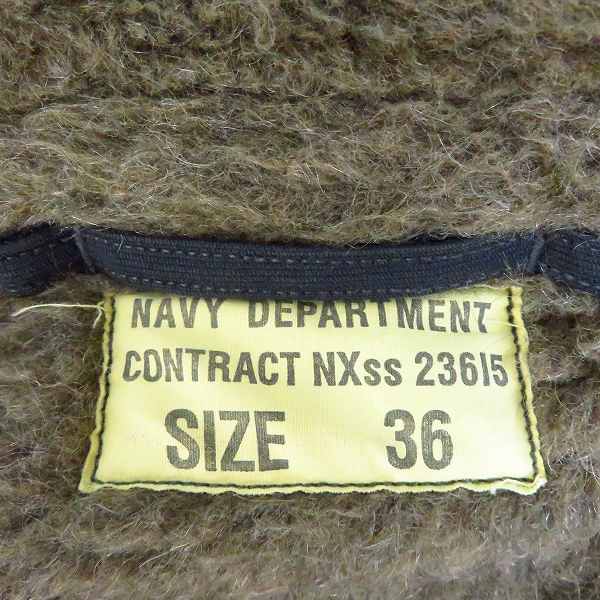 NAVY DEPARTMENT
CONTRACT NXss 23615
SIZE 36